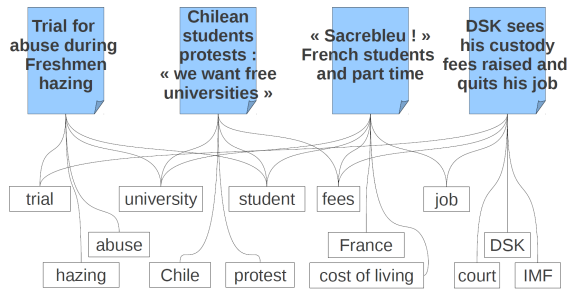 Trial for
abuse during
Freshmen
hazing
Chilean
students
protests :
« we want free
universities »
« Sacrebleu ! »
French students
and part time
DSK sees
his custody
fees raised and
quits his job
trial
university
student
fees
job
abuse
France
DSK
hazing
Chile
protest
cost of living
court
IMF